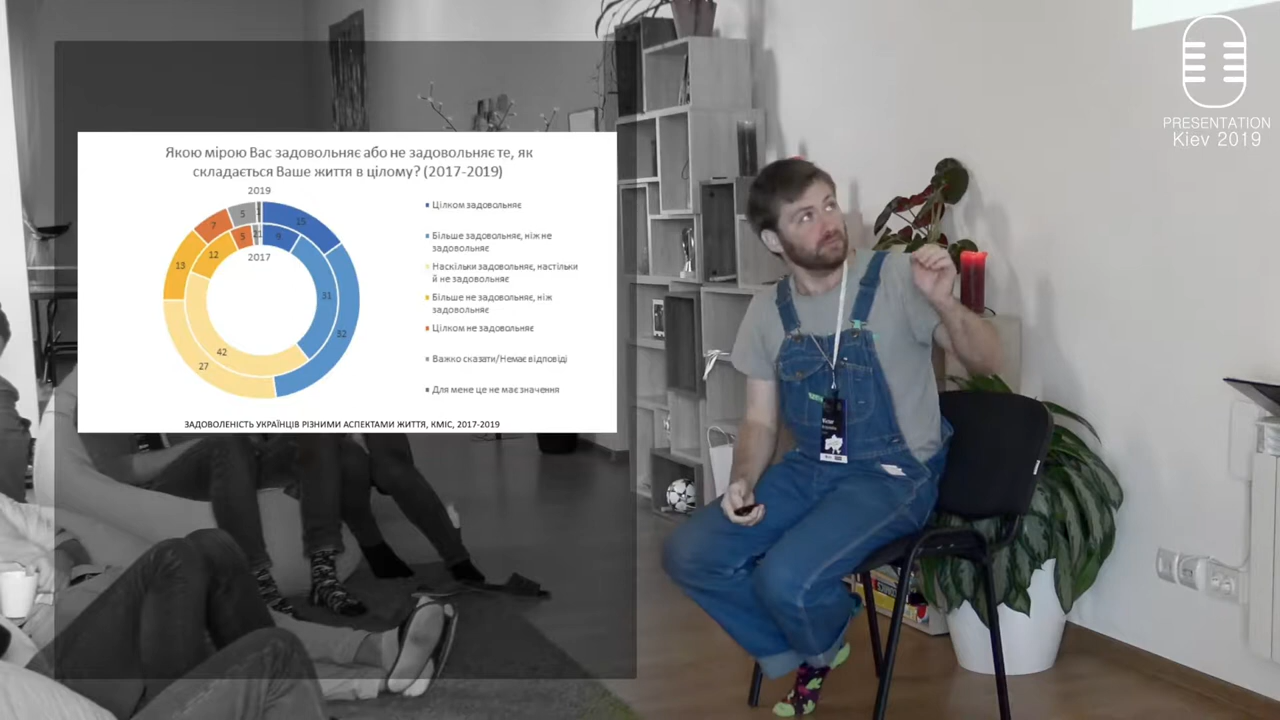 Якою мірою Вас задовольняє або не задовольняє те, як
складається Ваше життя в цілому? (2017-2019)
2019
1
5
15
7
5
21
9
2017
13
12
31
32
42
27
Цілком задовольняє
Більше задовольняє, ніж не
задовольняє
Наскільки задовольняє, настільки
й не задовольняє
Більше не задовольняє, ніж
задовольняє
Цілком не задовольняє
Важко сказати/Немає відповіді
Для мене це не має значення
ЗАДОВОЛЕНІСТЬ УКРАЇНЦІВ РІЗНИМИ АСПЕКТАМИ ЖИТТЯ, КМІС, 2017-2019
PRESENTATION
Kiev 2019